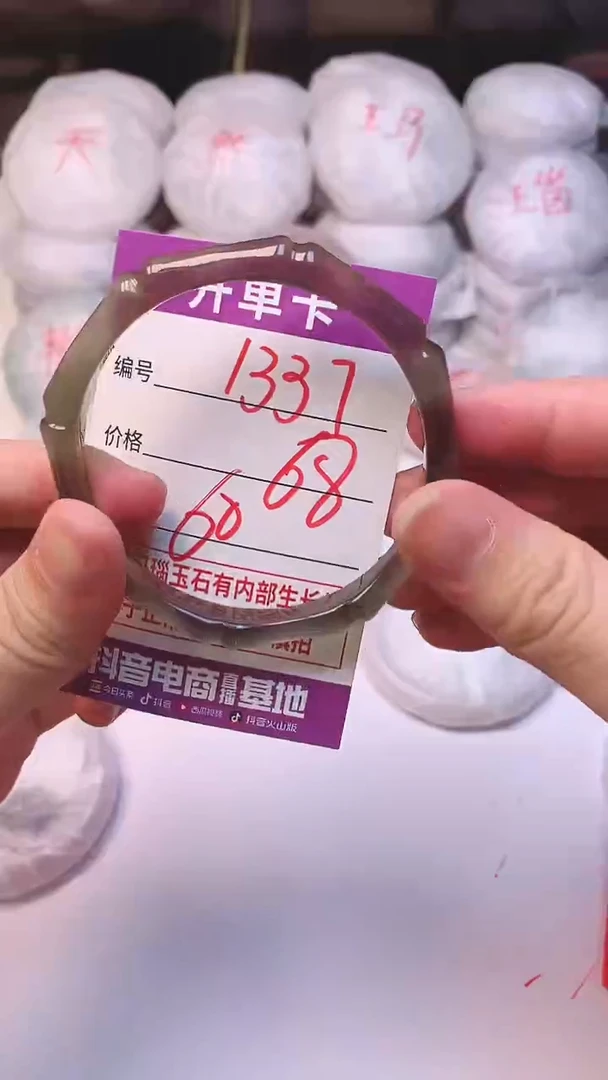 天 然 玛 瑙
开单卡
编号 1337
价格 68
60
玉石有内部生长
抖音电商直播基地
今日头条 抖音 西瓜视频 抖音火山版